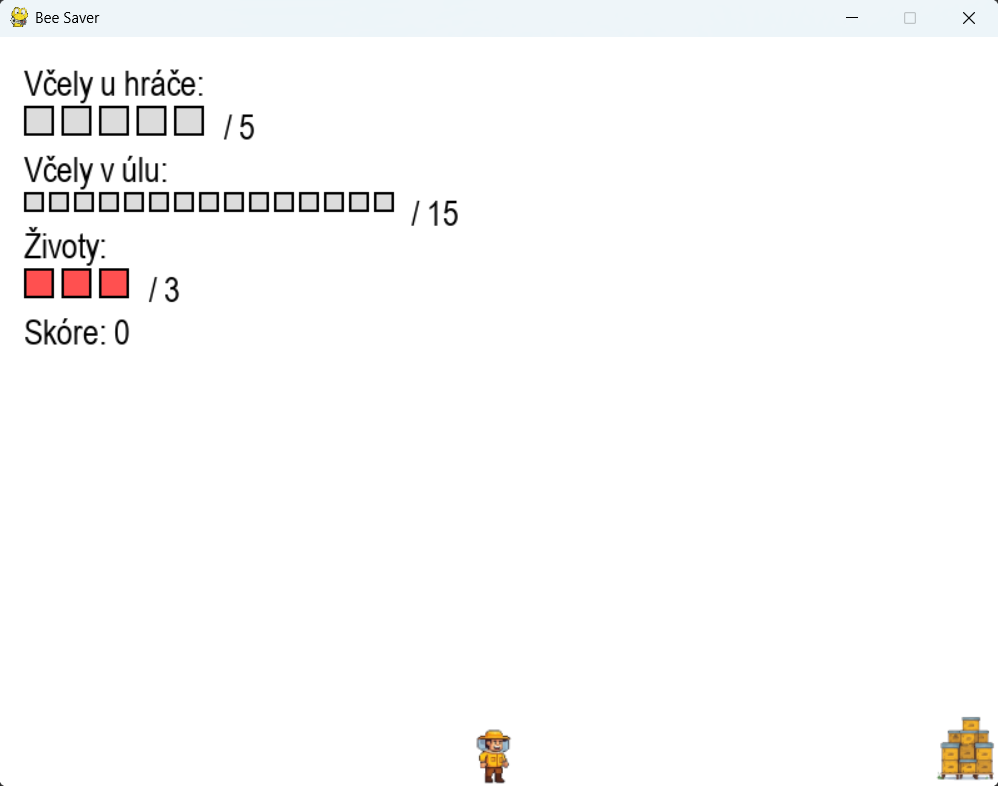 Bee Saver
Včely u hráče:
/ 5
Včely v úlu:
/ 15
Životy:
/ 3
Skóre: 0